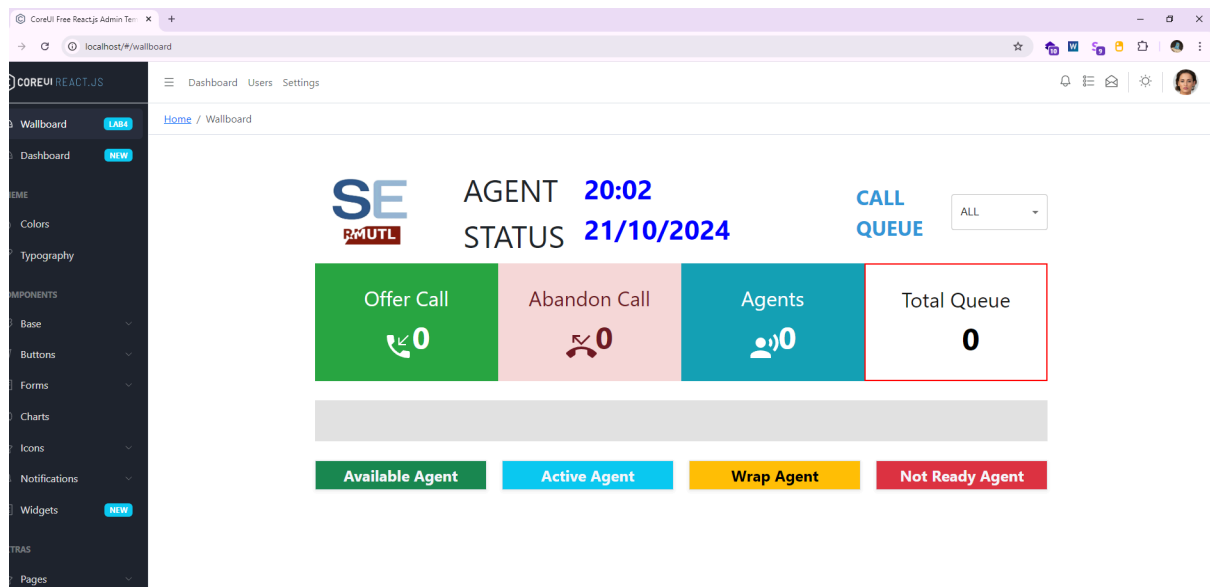 CoreUI Free React.js Admin Tem
localhost/#/wallboard
10
W
9
COREUI REACT.JS
Dashboard Users Settings
Home / Wallboard
Wallboard LAB4
Dashboard NEW
Colors
Typography
Base
Buttons
Forms
Charts
Icons
Notifications
Widgets NEW
Pages
SE
RMUTL
AGENT
STATUS
20:02
21/10/2024
CALL
QUEUE
ALL
Offer Call
0
Abandon Call
0
Agents
0
Total Queue
0
Available Agent
Active Agent
Wrap Agent
Not Ready Agent